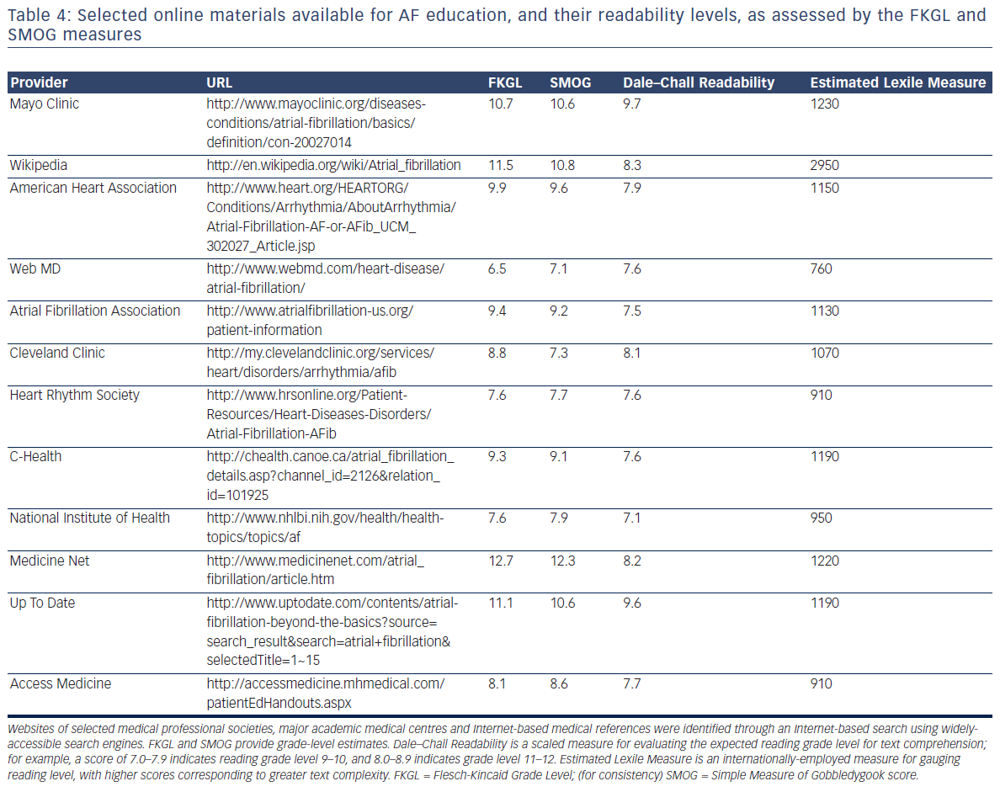 Table 4: Selected online materials available for AF education, and their readability levels, as assessed by the FKGL and
SMOG measures
Provider URL FKGL SMOG Dale–Chall Readability Estimated Lexile Measure
Mayo Clinic http://www.mayoclinic.org/diseases- 10.7 10.6 9.7 1230
conditions/atrial-fibrillation/basics/
definition/con-20027014
Wikipedia http://en.wikipedia.org/wiki/Atrial_fibrillation 11.5 10.8 8.3 2950
American Heart Association http://www.heart.org/HEARTORG/ 9.9 9.6 7.9 1150
Conditions/Arrhythmia/AboutArrhythmia/
Atrial-Fibrillation-AF-or-AFib_UCM_
302027_Article.jsp
Web MD http://www.webmd.com/heart-disease/ 6.5 7.1 7.6 760
atrial-fibrillation/
Atrial Fibrillation Association http://www.atrialfibrillation-us.org/ 9.4 9.2 7.5 1130
patient-information
Cleveland Clinic http://my.clevelandclinic.org/services/ 8.8 7.3 8.1 1070
heart/disorders/arrhythmia/afib
Heart Rhythm Society http://www.hrsonline.org/Patient- 7.6 7.7 7.6 910
Resources/Heart-Diseases-Disorders/
Atrial-Fibrillation-AFib
C-Health http://chealth.canoe.ca/atrial_fibrillation_ 9.3 9.1 7.6 1190
details.asp?channel_id=2126&relation_
id=101925
National Institute of Health http://www.nhlbi.nih.gov/health/health- 7.6 7.9 7.1 950
topics/topics/af
Medicine Net http://www.medicinenet.com/atrial_ 12.7 12.3 8.2 1220
fibrillation/article.htm
Up To Date http://www.uptodate.com/contents/atrial- 11.1 10.6 9.6 1190
fibrillation-beyond-the-basics?source=
search_result&search=atrial+fibrillation&
selectedTitle=1~15
Access Medicine http://accessmedicine.mhmedical.com/ 8.1 8.6 7.7 910
patientEdHandouts.aspx
Websites of selected medical professional societies, major academic medical centres and Internet-based medical references were identified through an Internet-based search using widely-
accessible search engines. FKGL and SMOG provide grade-level estimates. Dale–Chall Readability is a scaled measure for evaluating the expected reading grade level for text comprehension;
for example, a score of 7.0–7.9 indicates reading grade level 9–10, and 8.0–8.9 indicates grade level 11–12. Estimated Lexile Measure is an internationally-employed measure for gauging
reading level, with higher scores corresponding to greater text complexity. FKGL = Flesch-Kincaid Grade Level; (for consistency) SMOG = Simple Measure of Gobbledygook score.